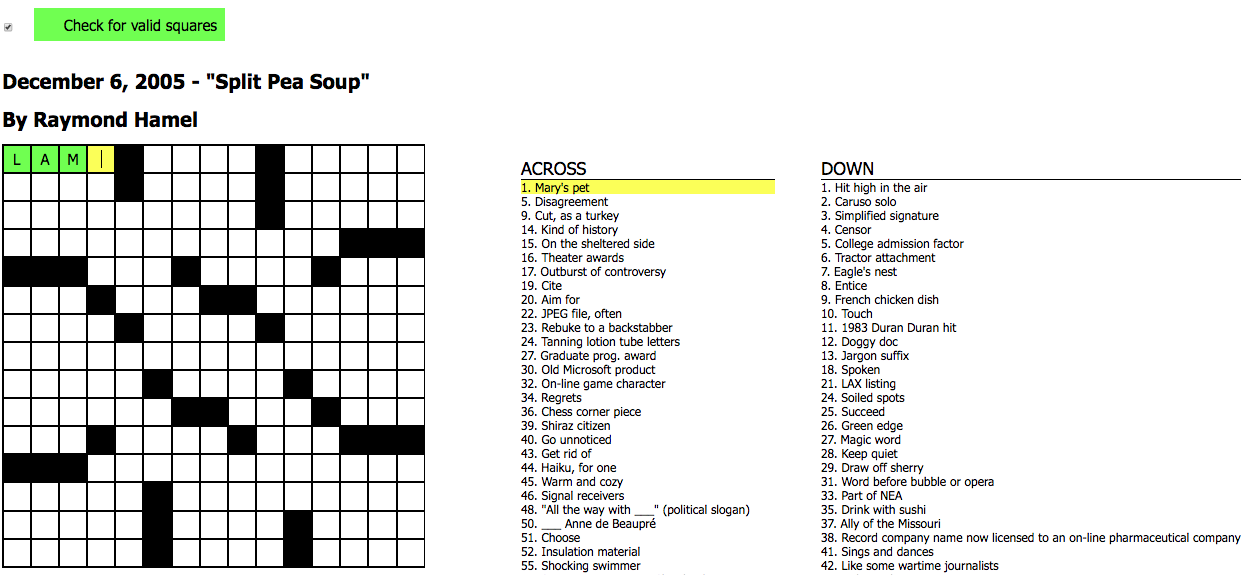 Check for valid squares
December 6, 2005 - "Split Pea Soup"
By Raymond Hamel
L A M
ACROSS
1. Mary's pet
5. Disagreement
9. Cut, as a turkey
14. Kind of history
15. On the sheltered side
16. Theater awards
17. Outburst of controversy
19. Cite
20. Aim for
22. JPEG file, often
23. Rebuke to a backstabber
24. Tanning lotion tube letters
27. Graduate prog. award
30. Old Microsoft product
32. On-line game character
34. Regrets
36. Chess corner piece
39. Shiraz citizen
40. Go unnoticed
43. Get rid of
44. Haiku, for one
45. Warm and cozy
46. Signal receivers
48. "All the way with ___" (political slogan)
50. ___ Anne de Beaupré
51. Choose
52. Insulation material
55. Shocking swimmer
DOWN
1. Hit high in the air
2. Caruso solo
3. Simplified signature
4. Censor
5. College admission factor
6. Tractor attachment
7. Eagle's nest
8. Entice
9. French chicken dish
10. Touch
11. 1983 Duran Duran hit
12. Doggy doc
13. Jargon suffix
18. Spoken
21. LAX listing
24. Soiled spots
25. Succeed
26. Green edge
27. Magic word
28. Keep quiet
29. Draw off sherry
31. Word before bubble or opera
33. Part of NEA
35. Drink with sushi
37. Ally of the Missouri
38. Record company name now licensed to an on-line pharmaceutical company
41. Sings and dances
42. Like some wartime journalists